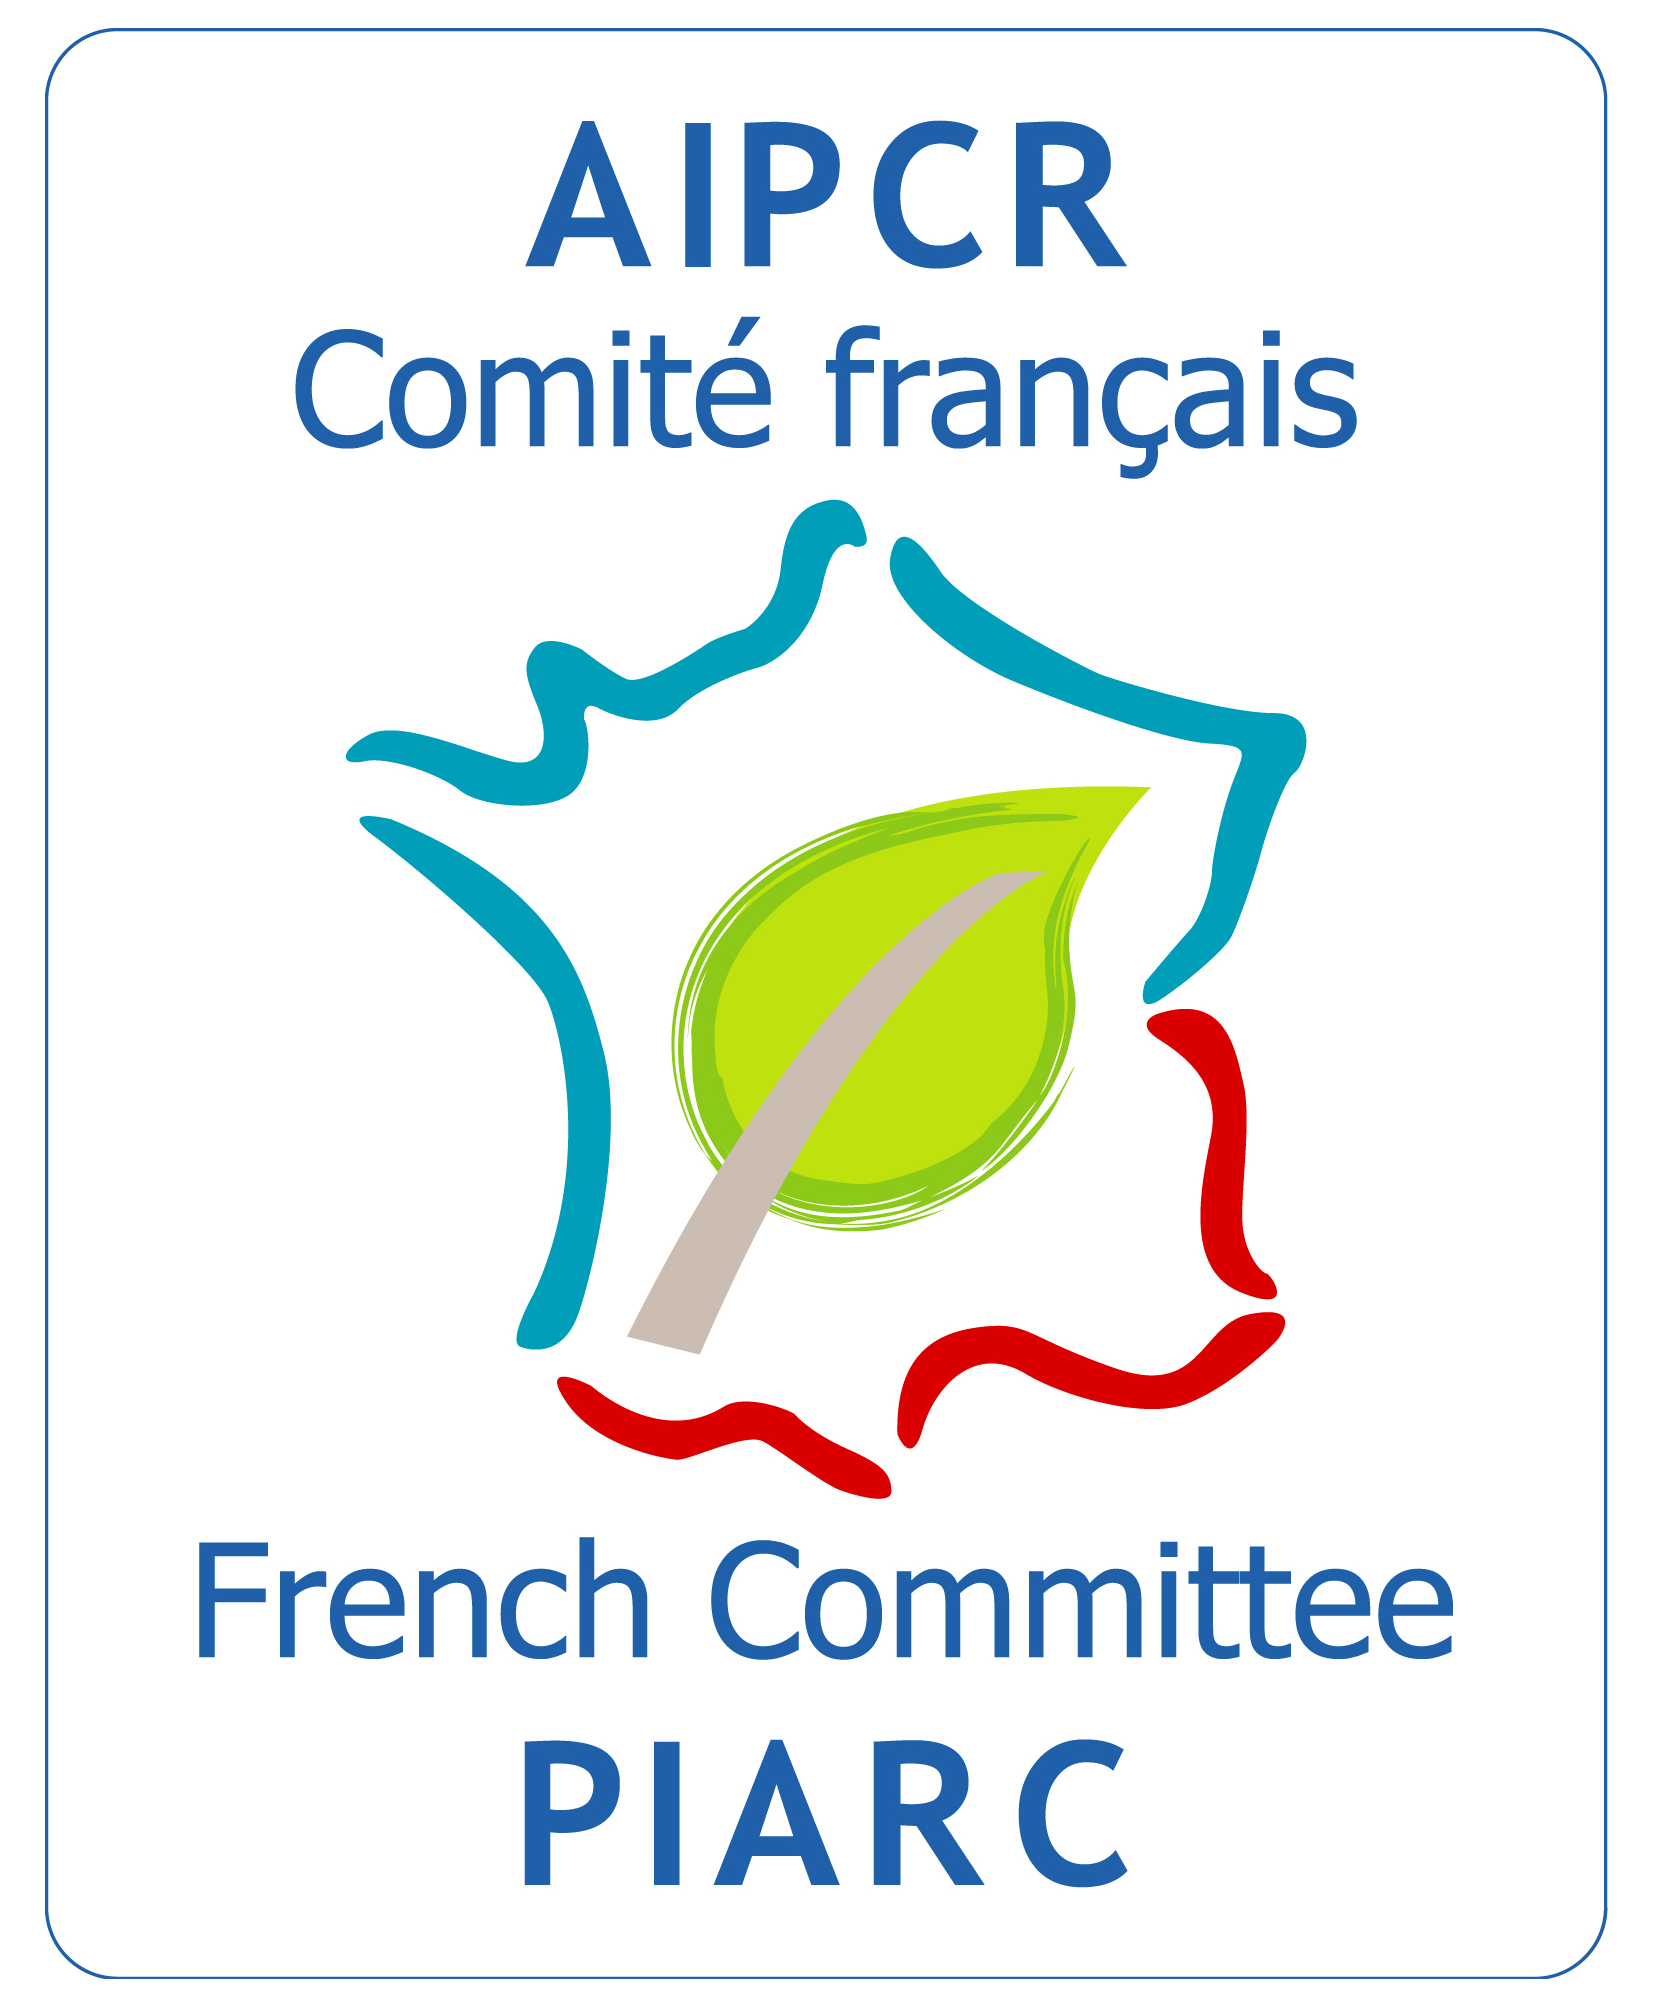 AIPCR
Comité français
French Committee
PIARC